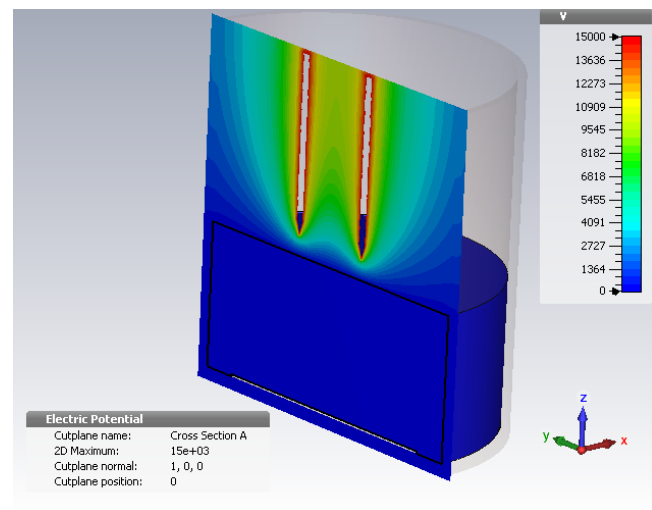 V
15000
13636
12273
10909
9545
8182
6818
5455
4091
2727
1364
0
z
y
x
Electric Potential
Cutplane name: Cross Section A
2D Maximum: 15e+03
Cutplane normal: 1, 0, 0
Cutplane position: 0